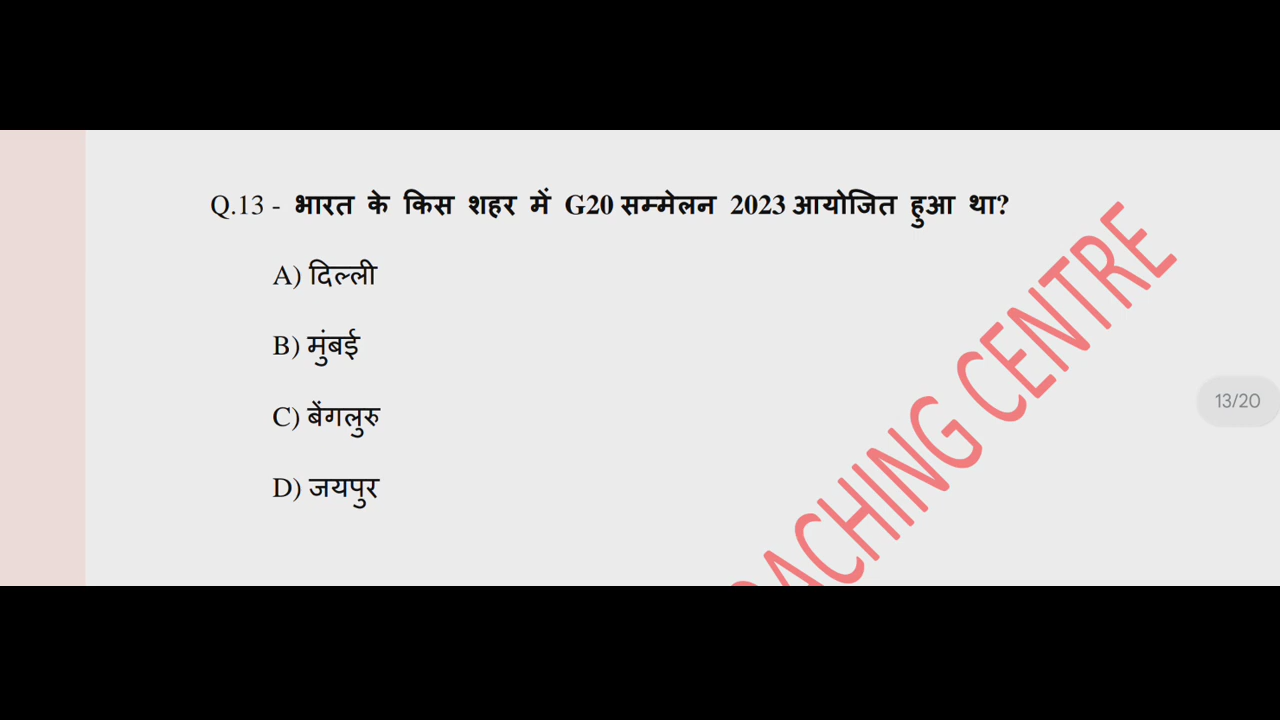 Q.13 - भारत के किस शहर में G20 सम्मेलन 2023 आयोजित हुआ था?
A) दिल्ली
B) मुंबई
C) बेंगलुरु
D) जयपुर
13/20
ACHING CENTRE